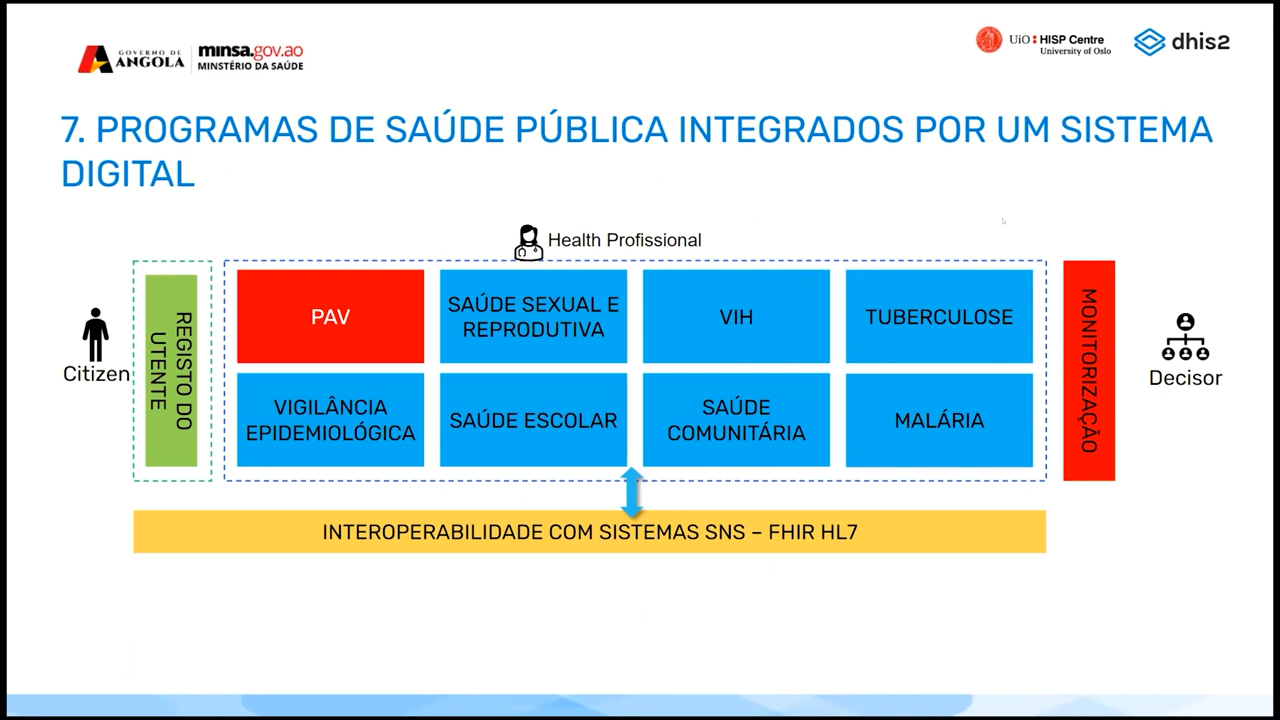 GOVERNO DE
ANGOLA
minsa.gov.ao
MINSTÉRIO DA SAÚDE
UiO HISP Centre
University of Oslo
dhis2
7. PROGRAMAS DE SAÚDE PÚBLICA INTEGRADOS POR UM SISTEMA
DIGITAL
Health Profissional
Citizen
REGISTO DO
UTENTE
PAV
SAÚDE SEXUAL E
REPRODUTIVA
VIH
TUBERCULOSE
VIGILÂNCIA
EPIDEMIOLÓGICA
SAÚDE ESCOLAR
SAÚDE
COMUNITÁRIA
MALÁRIA
MONITORIZAÇÃO
Decisor
INTEROPERABILIDADE COM SISTEMAS SNS – FHIR HL7